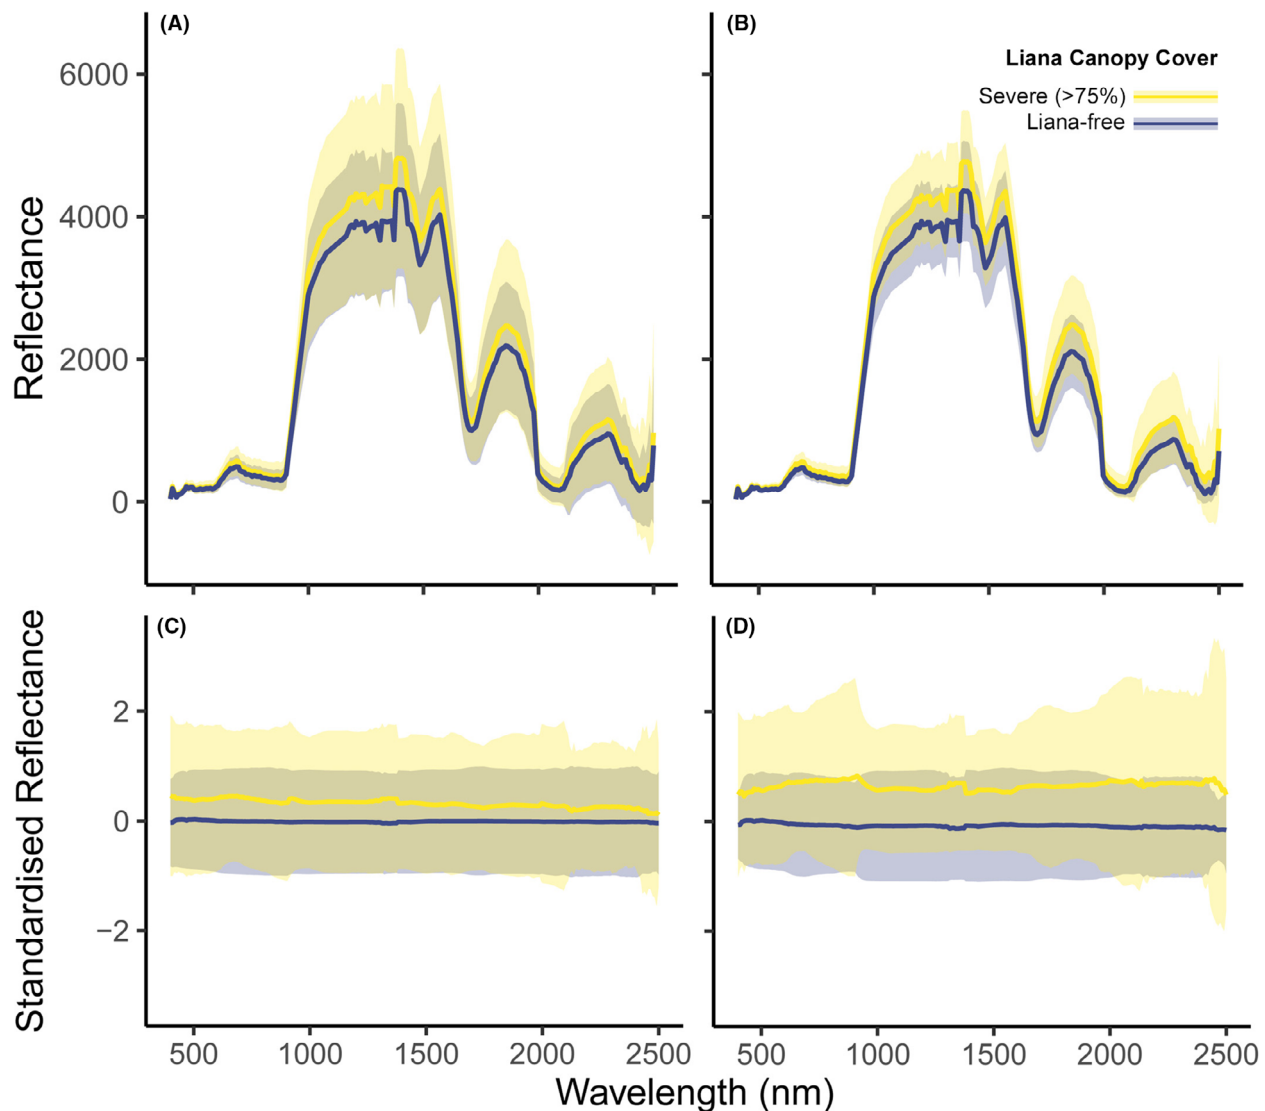 (A)
(B)
Liana Canopy Cover
Severe (>75%)
Liana-free
Reflectance
6000
4000
2000
0
(C)
(D)
Standardised Reflectance
2
0
−2
500 1000 1500 2000 2500
500 1000 1500 2000 2500
Wavelength (nm)